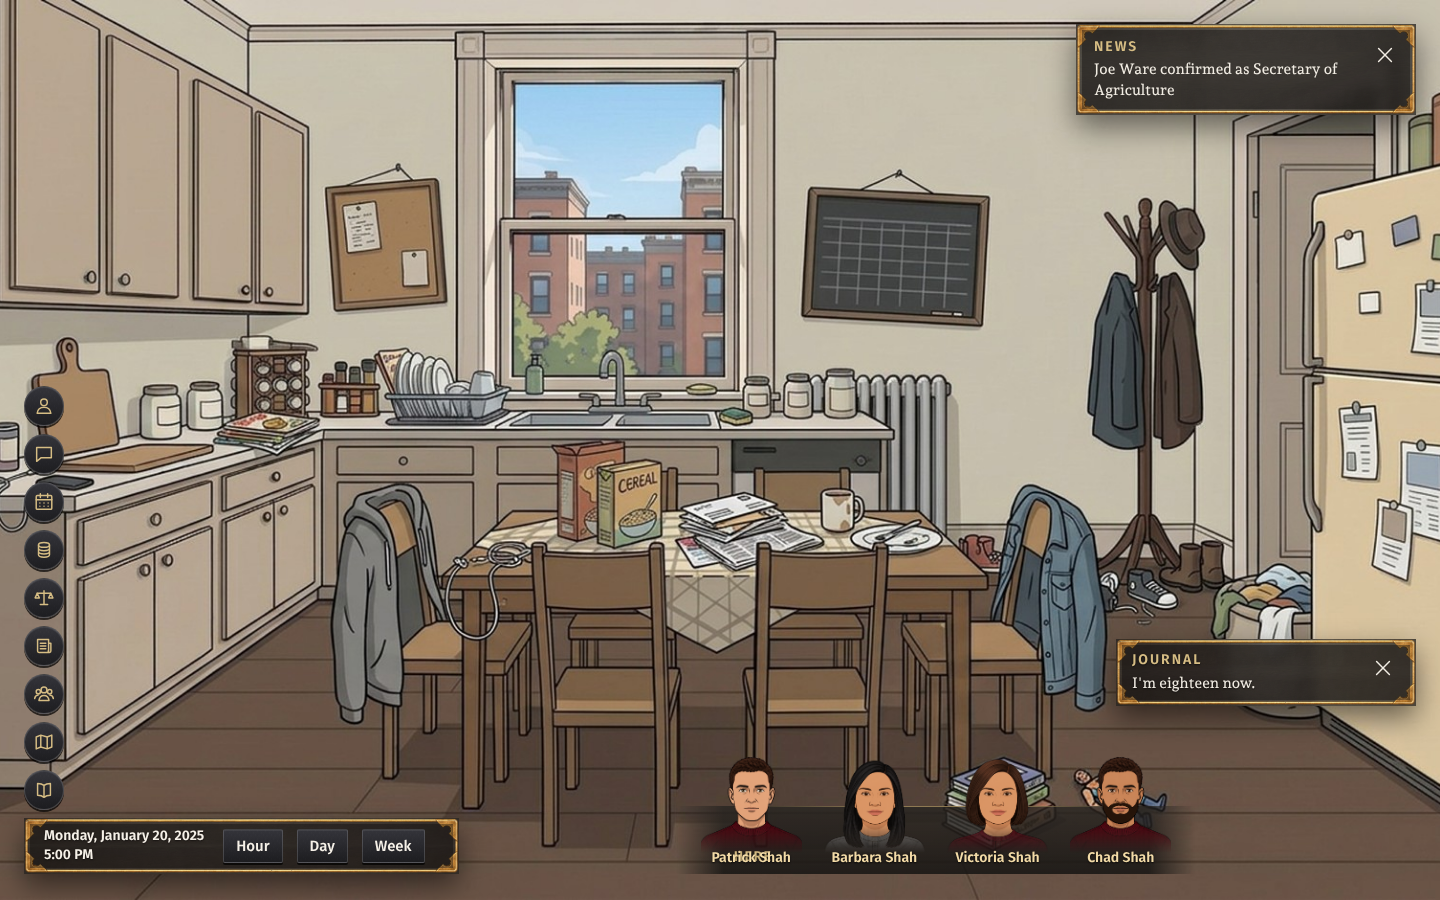 NEWS
Joe Ware confirmed as Secretary of
Agriculture
CEREAL
JOURNAL
I'm eighteen now.
Monday, January 20, 2025
5:00 PM
Hour
Day
Week
Patrick Shah
Barbara Shah
Victoria Shah
Chad Shah